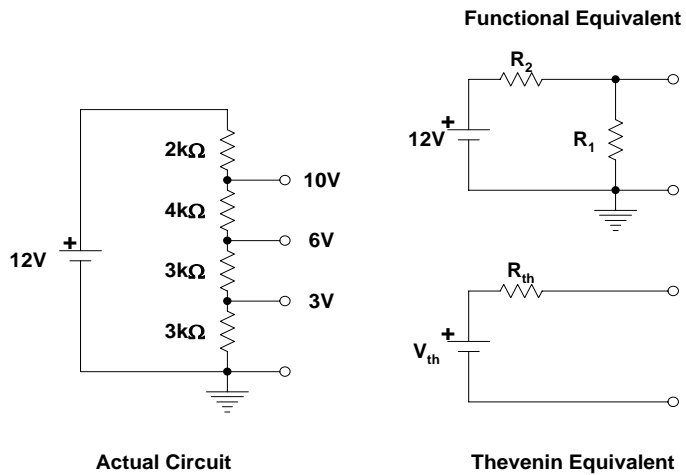 Functional Equivalent
R2
12V
R1
2kΩ
10V
4kΩ
6V
12V
3kΩ
3V
3kΩ
Rth
Vth
Actual Circuit
Thevenin Equivalent